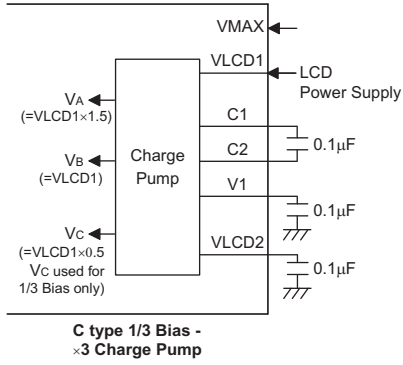 VMAX
VLCD1
LCD
Power Supply
VA
(=VLCD1×1.5)
C1
0.1μF
C2
VB
(=VLCD1)
Charge
Pump
V1
0.1μF
VC
(=VLCD1×0.5
VC used for
1/3 Bias only)
VLCD2
0.1μF
C type 1/3 Bias -
×3 Charge Pump